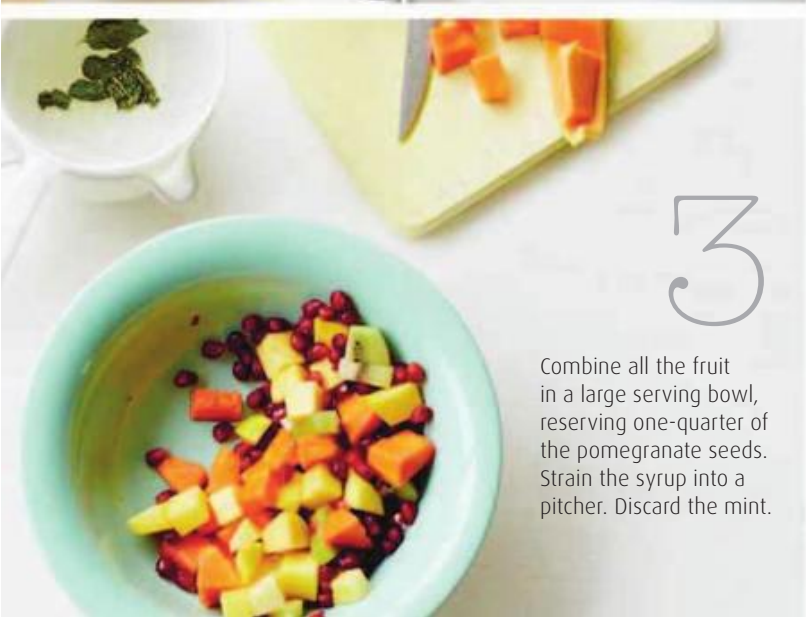 3
Combine all the fruit
in a large serving bowl,
reserving one-quarter of
the pomegranate seeds.
Strain the syrup into a
pitcher. Discard the mint.